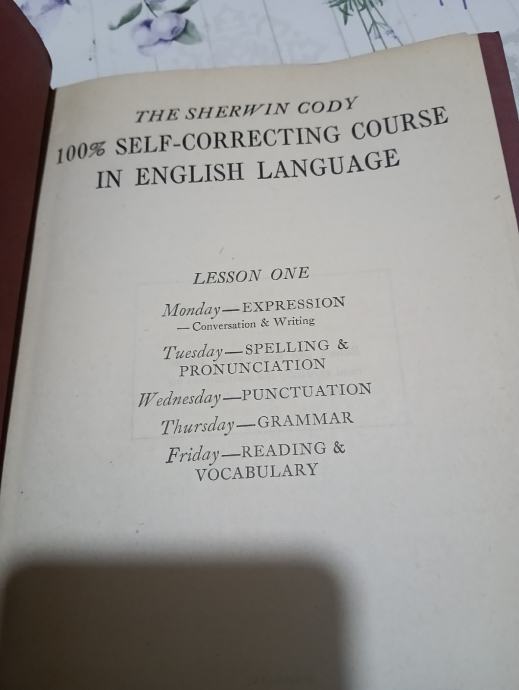 THE SHERWIN CODY
100% SELF-CORRECTING COURSE
IN ENGLISH LANGUAGE
LESSON ONE
Monday—EXPRESSION
— Conversation & Writing
Tuesday—SPELLING &
PRONUNCIATION
Wednesday—PUNCTUATION
Thursday—GRAMMAR
Friday—READING &
VOCABULARY